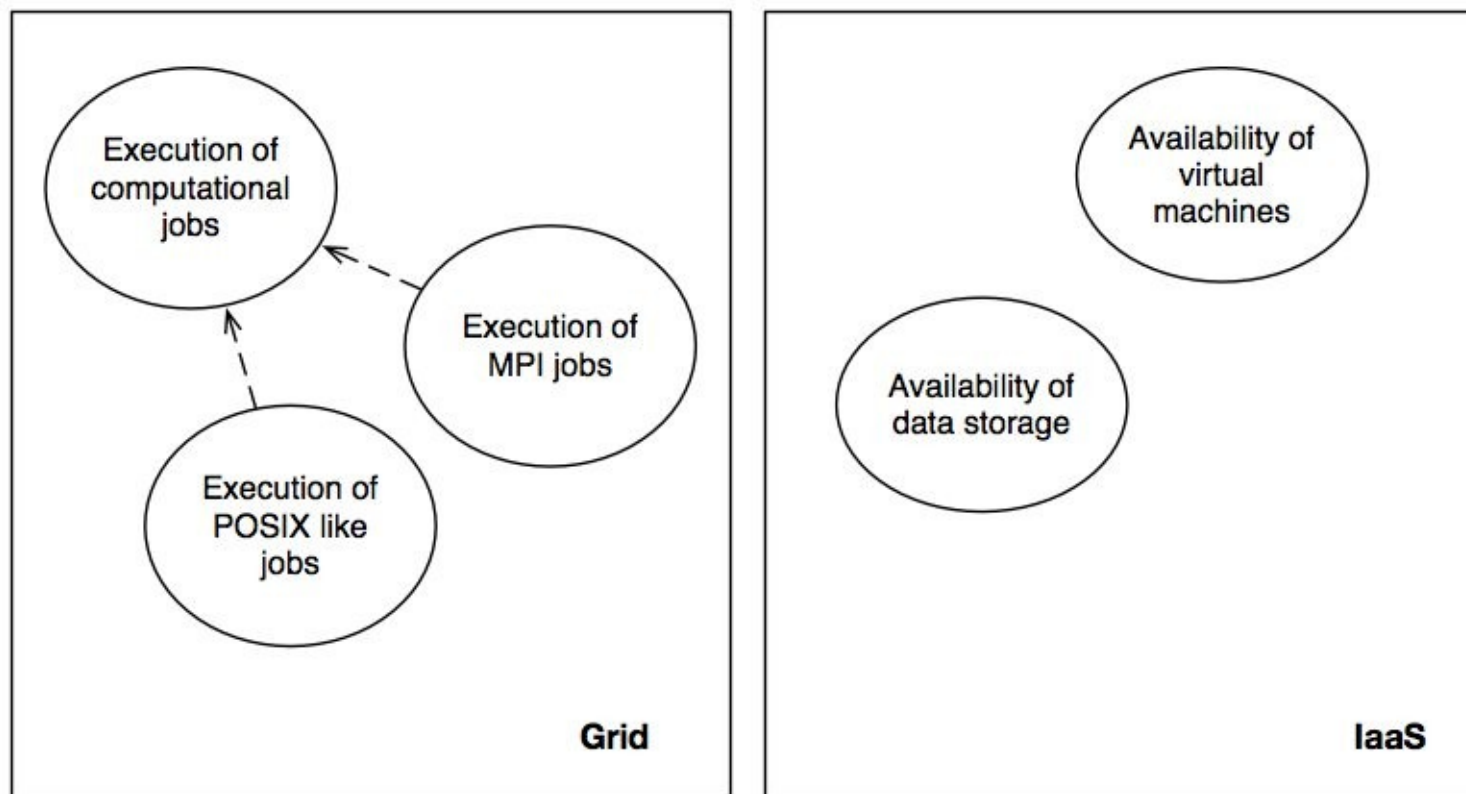 Execution of
computational
jobs
Execution of
MPI jobs
Execution of
POSIX like
jobs
Grid
Availability of
virtual
machines
Availability of
data storage
IaaS